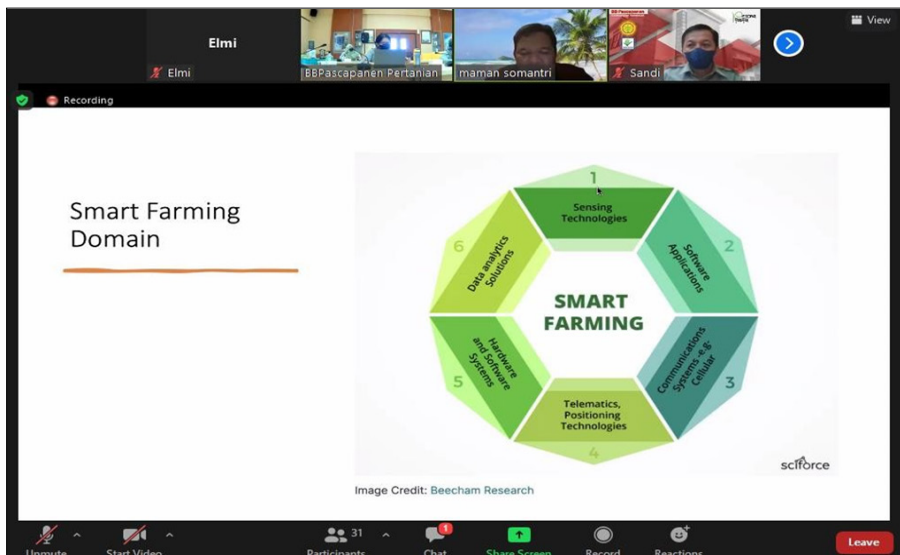 Elmi
Elmi
BBPascapanen Pertanian
maman somantri
Sandi
View
Recording
Smart Farming
Domain
1
Sensing
Technologies
2
Software
Applications
3
Communications
Systems -e.g-
Cellular
4
Telematics,
Positioning
Technologies
5
Hardware
and Software
Systems
6
Data analytics
Solutions
SMART
FARMING
sciforce
Image Credit: Beecham Research
Unmute
Start Video
31
Participants
1
Chat
Share Screen
Record
Reactions
Leave